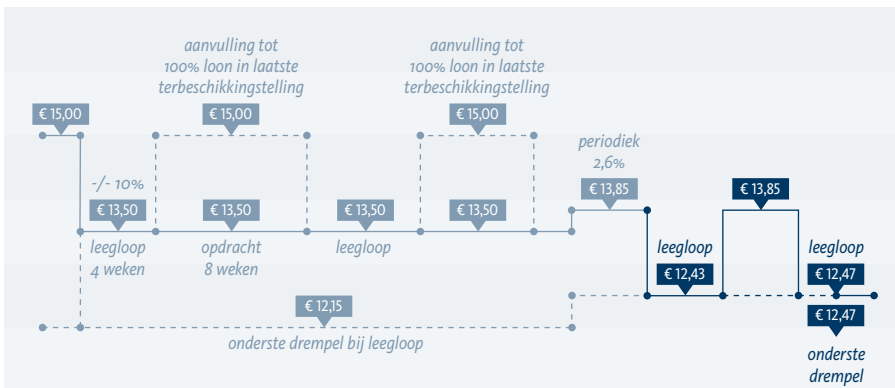 aanvulling tot
100% loon in laatste
terbeschikkingstelling
aanvulling tot
100% loon in laatste
terbeschikkingstelling
€ 15,00
€ 15,00
€ 15,00
periodiek
2,6%
-/- 10%
€ 13,50
€ 13,50
€ 13,50
€ 13,50
€ 13,85
€ 13,85
leegloop
4 weken
opdracht
8 weken
leegloop
leegloop
€ 12,43
leegloop
€ 12,47
€ 12,15
onderste drempel bij leegloop
€ 12,47
onderste
drempel